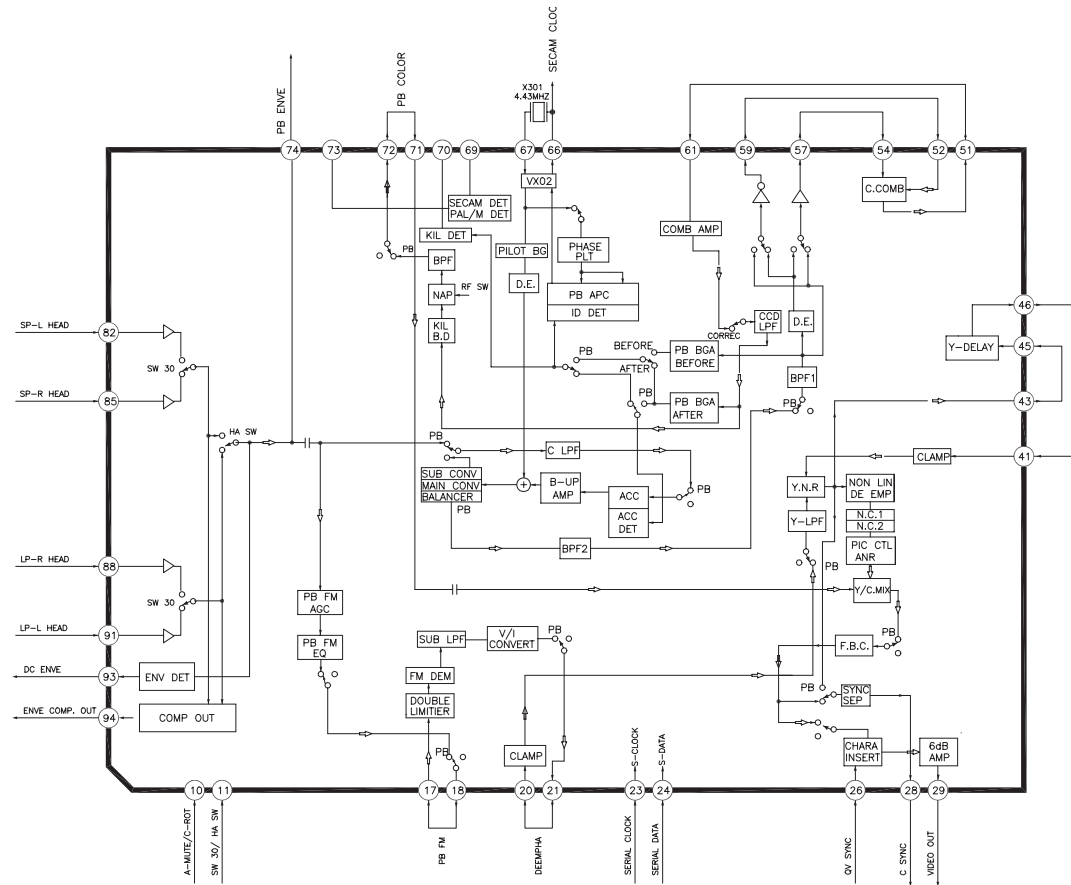 PB ENVE
PB COLOR
X301
4.43MHZ
SECAM CLOC
74
73
72
71
70
69
67
66
61
59
57
54
52
51
SECAM DET
PAL/M DET
VXO2
C.COMB
KIL DET
COMB AMP
PB
BPF
PILOT BG
PHASE
PLT
NAP
RF SW
D.E.
PB APC
ID DET
KIL
B.D
CORREC
CCD
LPF
D.E.
46
Y-DELAY
45
SP-L HEAD
82
SW 30
SP-R HEAD
85
PB
BEFORE
AFTER
PB BGA
BEFORE
BPF1
PB
PB BGA
AFTER
PB
43
HA SW
PB
C LPF
CLAMP
41
SUB CONV
MAIN CONV
BALANCER
PB
B-UP
AMP
ACC
PB
ACC
DET
Y.N.R
NON LIN
DE EMP
Y-LPF
N.C.1
N.C.2
BPF2
PIC CTL
ANR
PB
LP-R HEAD
88
SW 30
LP-L HEAD
91
PB FM
AGC
Y/C.MIX
PB FM
EQ
SUB LPF
V/I
CONVERT
PB
PB
F.B.C.
DC ENVE
93
ENV DET
FM DEM
PB
SYNC
SEP
ENVE COMP. OUT
94
COMP OUT
DOUBLE
LIMITIER
PB
CLAMP
S-CLOCK
S-DATA
CHARA
INSERT
6dB
AMP
10
11
17
18
20
21
23
24
26
28
29
A-MUTE/C-ROT
SW 30/ HA SW
PB FM
DEEMPHA
SERIAL CLOCK
SERIAL DATA
QV SYNC
C SYNC
VIDEO OUT